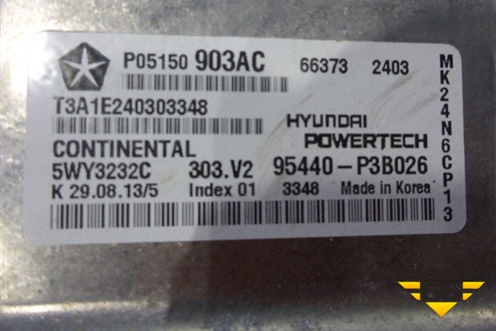 P05150 903AC 66373 2403
T3A1E240303348
HYUNDAI
CONTINENTAL POWERTECH
5WY3232C 303.V2 95440-P3B026
K 29.08.13/5 Index 01 3348 Made in Korea
MK24N6CP13